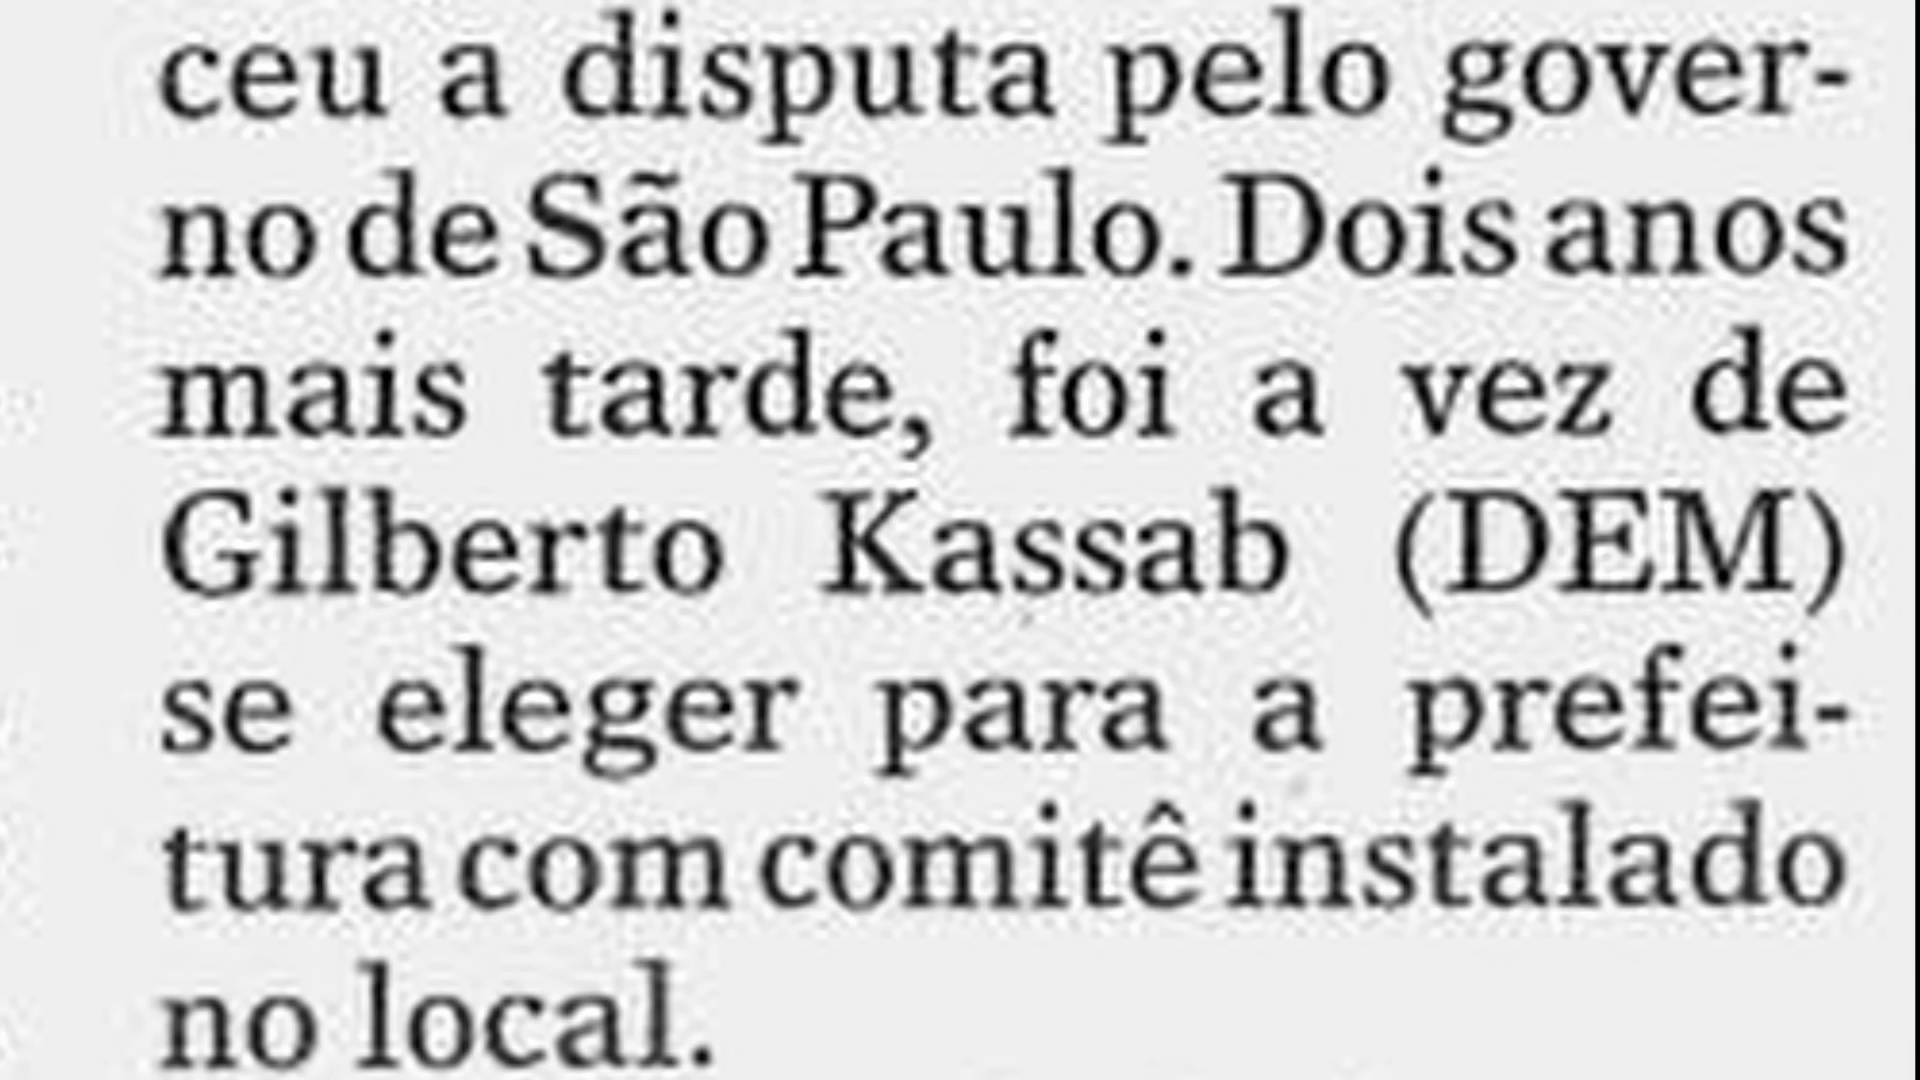 ceu a disputa pelo gover-
no de São Paulo. Dois anos
mais tarde, foi a vez de
Gilberto Kassab (DEM)
se eleger para a prefei-
tura com comitê instalado
no local.